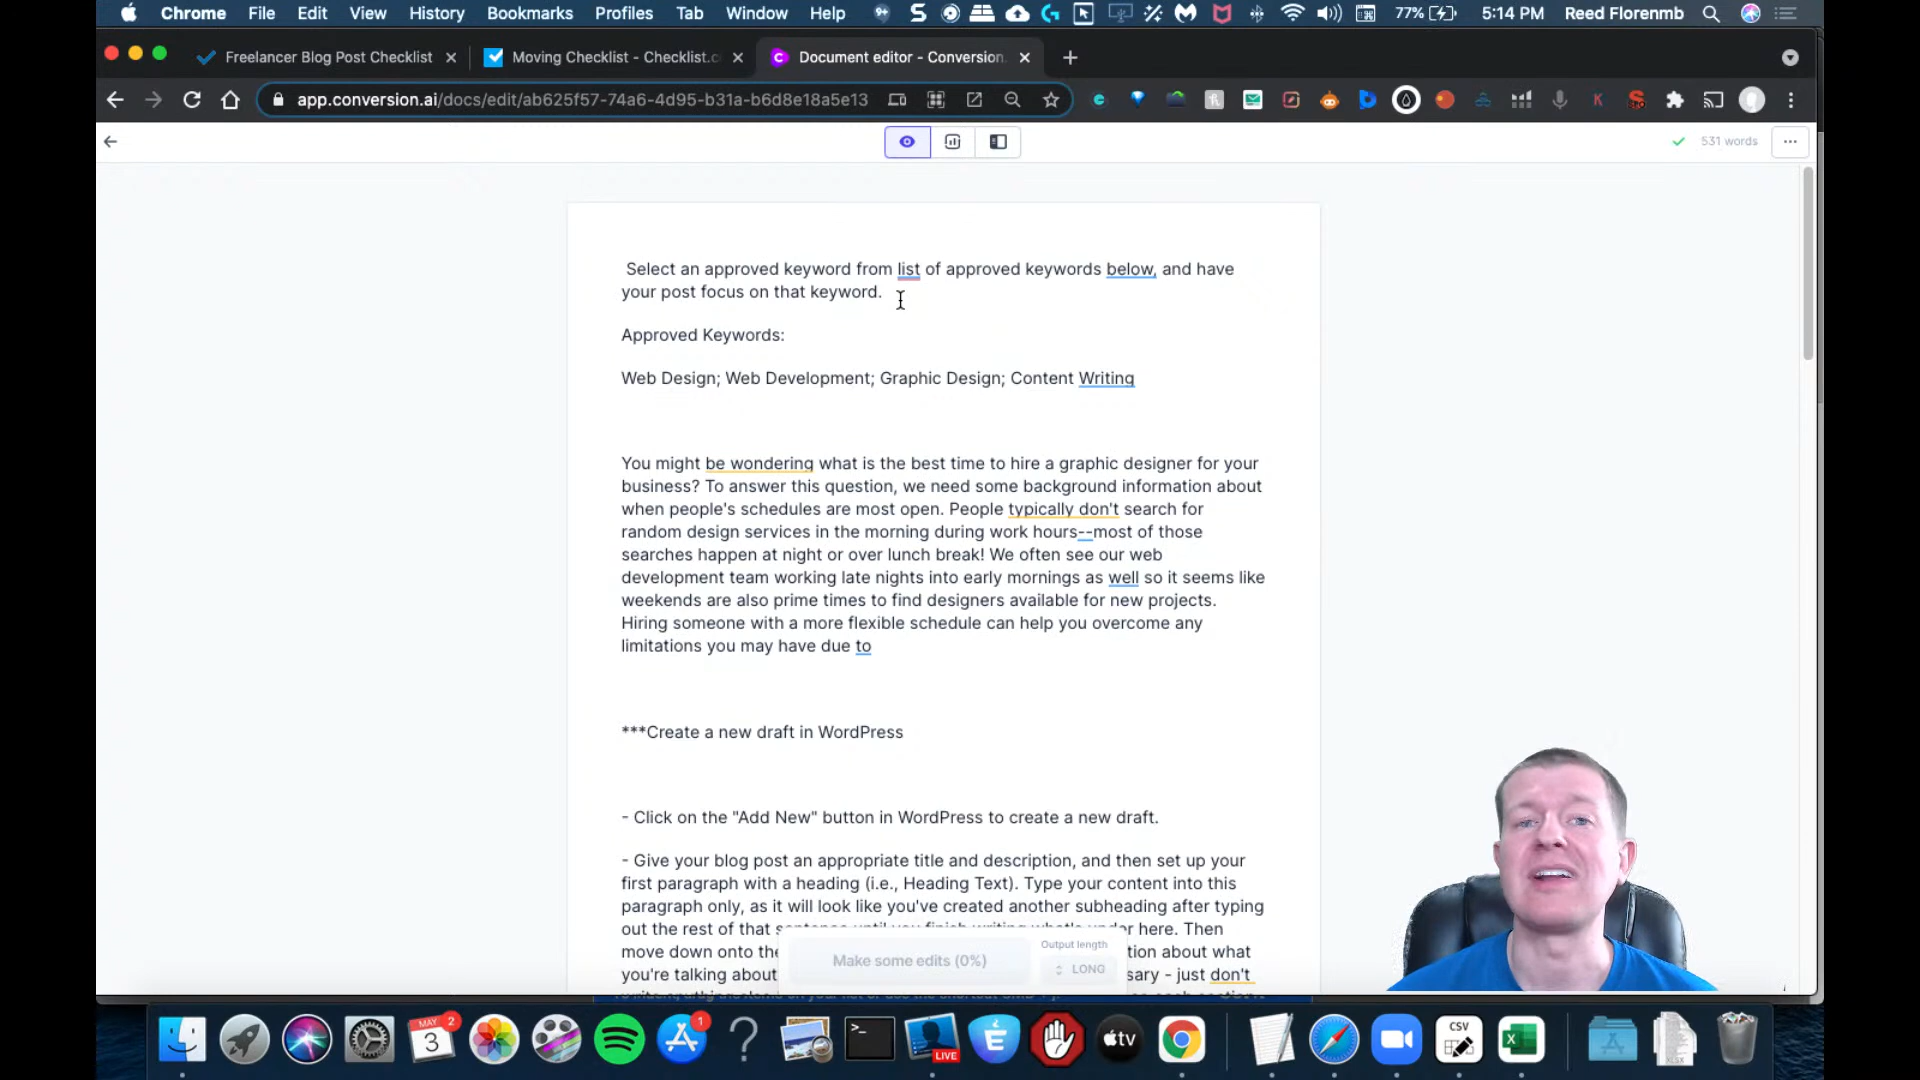 Chrome File Edit View History Bookmarks Profiles Tab Window Help 77% 5:14 PM Reed Florenmb
Freelancer Blog Post Checklist Moving Checklist - Checklist.c Document editor - Conversion.
app.conversion.ai/docs/edit/ab625f57-74a6-4d95-b31a-b6d8e18a5e13
531 words
Select an approved keyword from list of approved keywords below, and have
your post focus on that keyword.
Approved Keywords:
Web Design; Web Development; Graphic Design; Content Writing
You might be wondering what is the best time to hire a graphic designer for your
business? To answer this question, we need some background information about
when people's schedules are most open. People typically don't search for
random design services in the morning during work hours--most of those
searches happen at night or over lunch break! We often see our web
development team working late nights into early mornings as well so it seems like
weekends are also prime times to find designers available for new projects.
Hiring someone with a more flexible schedule can help you overcome any
limitations you may have due to
***Create a new draft in WordPress
- Click on the "Add New" button in WordPress to create a new draft.
- Give your blog post an appropriate title and description, and then set up your
first paragraph with a heading (i.e., Heading Text). Type your content into this
paragraph only, as it will look like you've created another subheading after typing
out the rest of that sentence until you finish writing what's under here. Then
move down onto the tion about what
you're talking about sary - just don't
Make some edits (0%)
Output length
LONG
MAY 3
2
1
LIVE
tv
CSV
XLSX